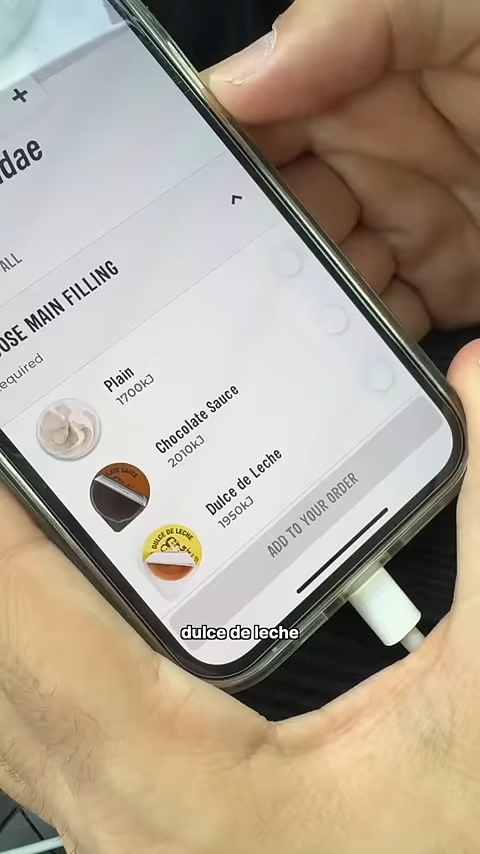 +
dae
ALL
OSE MAIN FILLING
equired
Plain
1700kJ
Chocolate Sauce
2010kJ
Dulce de Leche
1950kJ
DULCE DE LECHE
ADD TO YOUR ORDER
dulce de leche